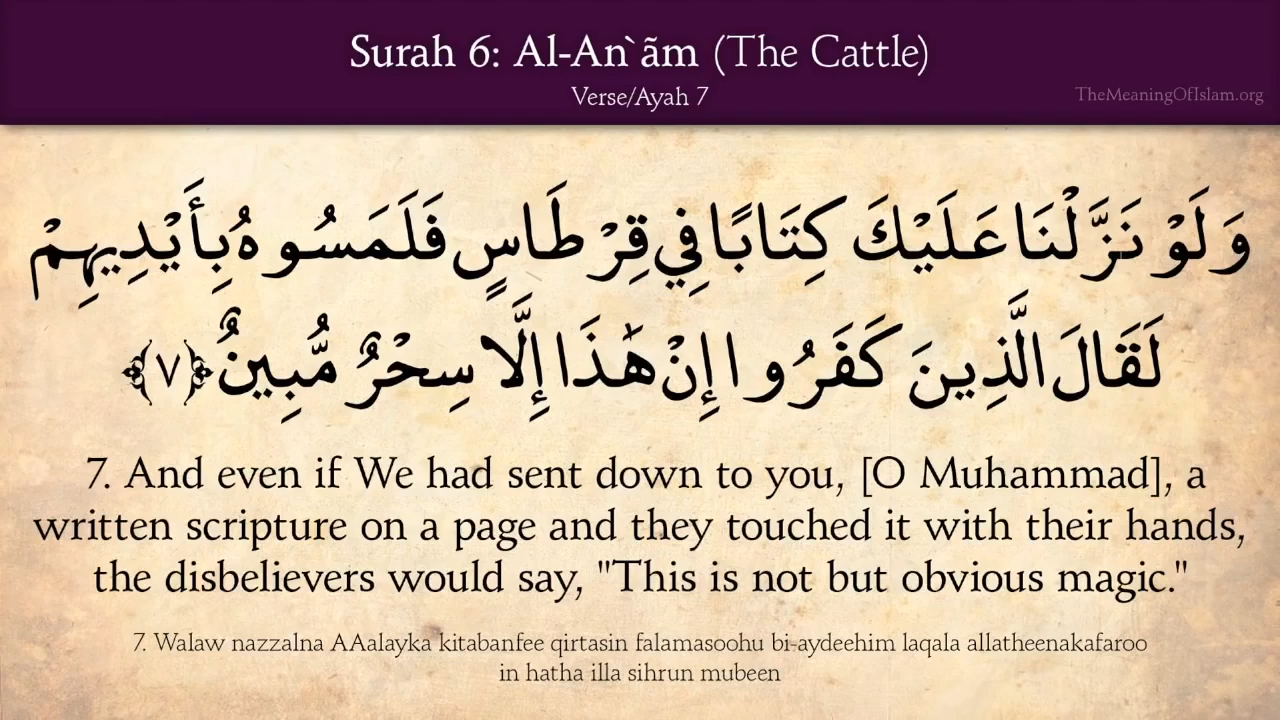 Surah 6: Al-An`ãm (The Cattle)
Verse/Ayah 7
TheMeaningOfIslam.org
وَلَوْ نَزَّلْنَا عَلَيْكَ كِتَابًا فِي قِرْطَاسٍ فَلَمَسُوهُ بِأَيْدِيهِمْ
لَقَالَ الَّذِينَ كَفَرُوا إِنْ هَٰذَا إِلَّا سِحْرٌ مُّبِينٌ ﴿٧﴾
7. And even if We had sent down to you, [O Muhammad], a
written scripture on a page and they touched it with their hands,
the disbelievers would say, "This is not but obvious magic."
7. Walaw nazzalna AAalayka kitabanfee qirtasin falamasoohu bi-aydeehim laqala allatheenakafaroo
in hatha illa sihrun mubeen